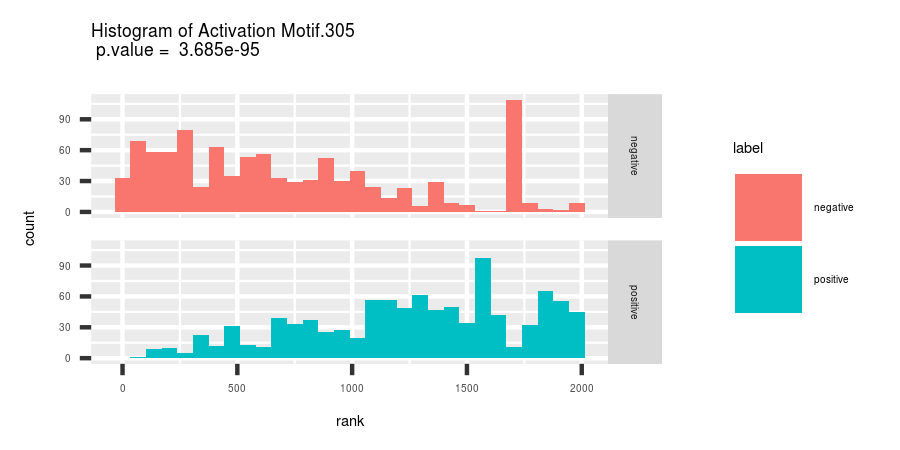 Histogram of Activation Motif.305
p.value = 3.685e-95
count
90
60
30
0
negative
90
60
30
0
positive
0 500 1000 1500 2000
rank
label
negative
positive